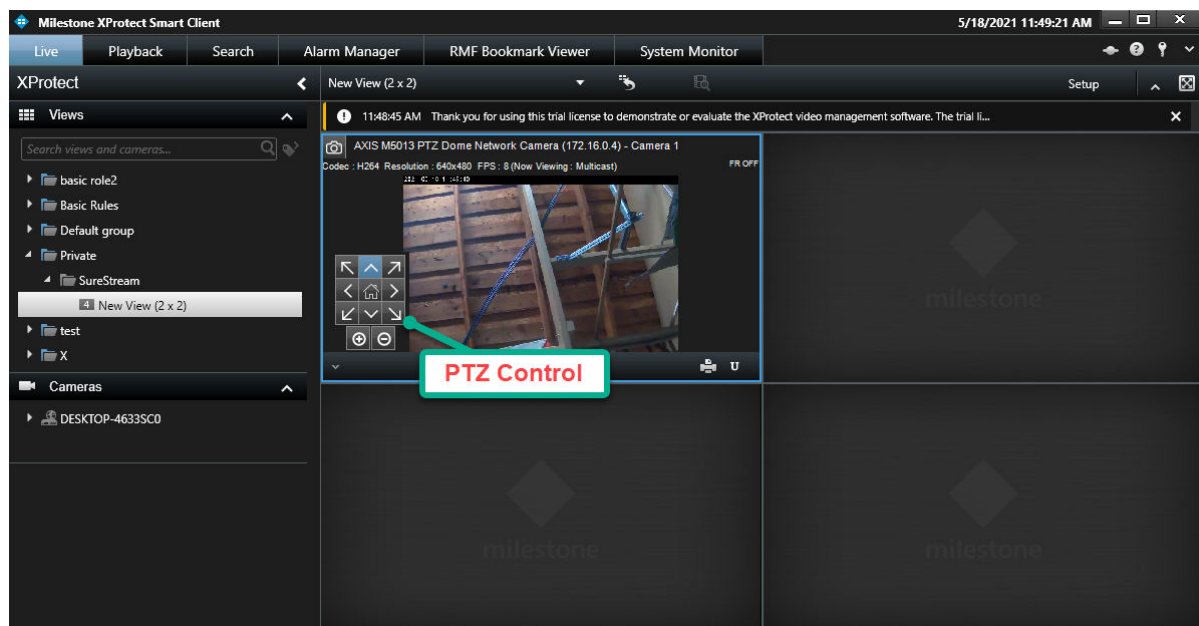 Milestone XProtect Smart Client
5/18/2021 11:49:21 AM
Live Playback Search Alarm Manager RMF Bookmark Viewer System Monitor
XProtect
New View (2 x 2)
Setup
Views
11:48:45 AM Thank you for using this trial license to demonstrate or evaluate the XProtect video management software. The trial li...
Search views and cameras...
AXIS M5013 PTZ Dome Network Camera (172.16.0.4) - Camera 1
Codec : H264 Resolution : 640x480 FPS : 8 (Now Viewing : Multicast)
FR OFF
basic role2
Basic Rules
Default group
Private
SureStream
4 New View (2 x 2)
test
X
PTZ Control
U
Cameras
DESKTOP-4633SC0
milestone
milestone
milestone